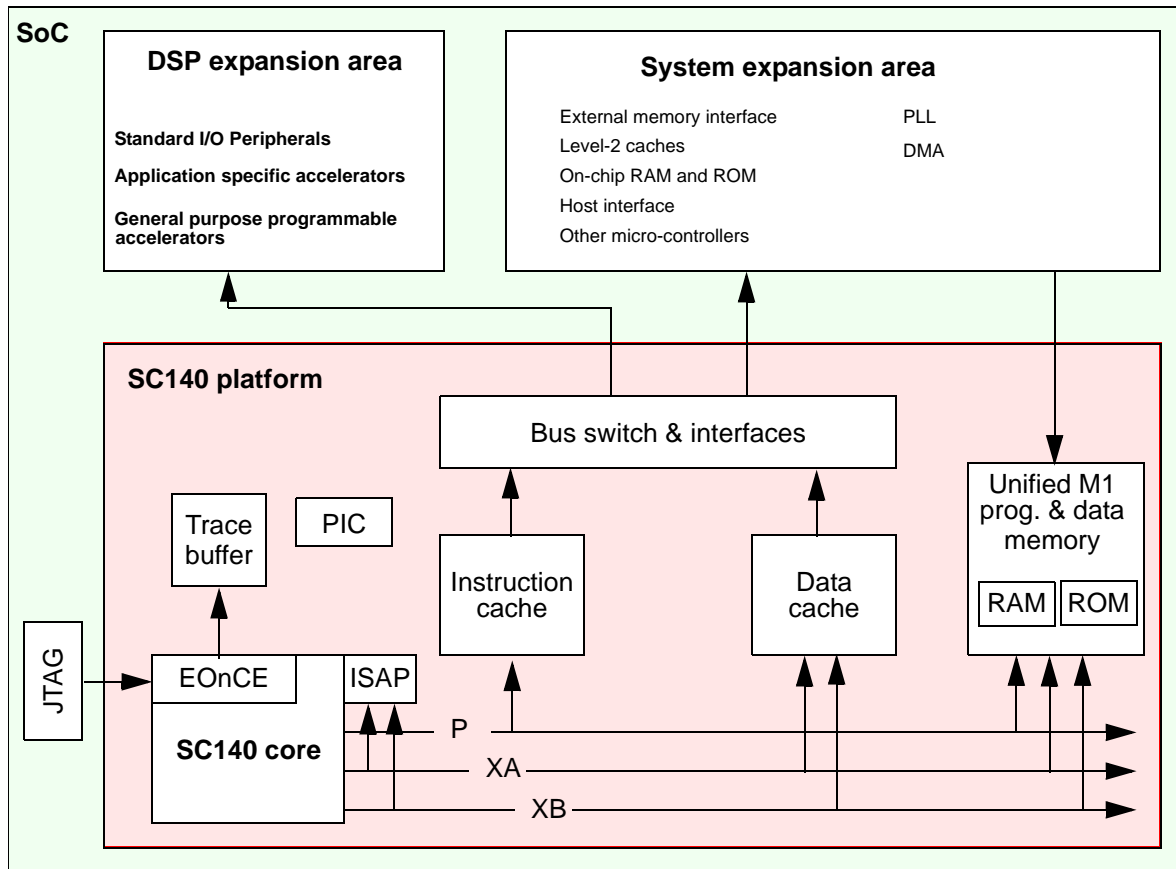 SoC
DSP expansion area
Standard I/O Peripherals
Application specific accelerators
General purpose programmable
accelerators
System expansion area
External memory interface
Level-2 caches
On-chip RAM and ROM
Host interface
Other micro-controllers
PLL
DMA
SC140 platform
Bus switch & interfaces
Unified M1
prog. & data
memory
RAM
ROM
Trace
buffer
PIC
Instruction
cache
Data
cache
JTAG
EOnCE
ISAP
SC140 core
P
XA
XB